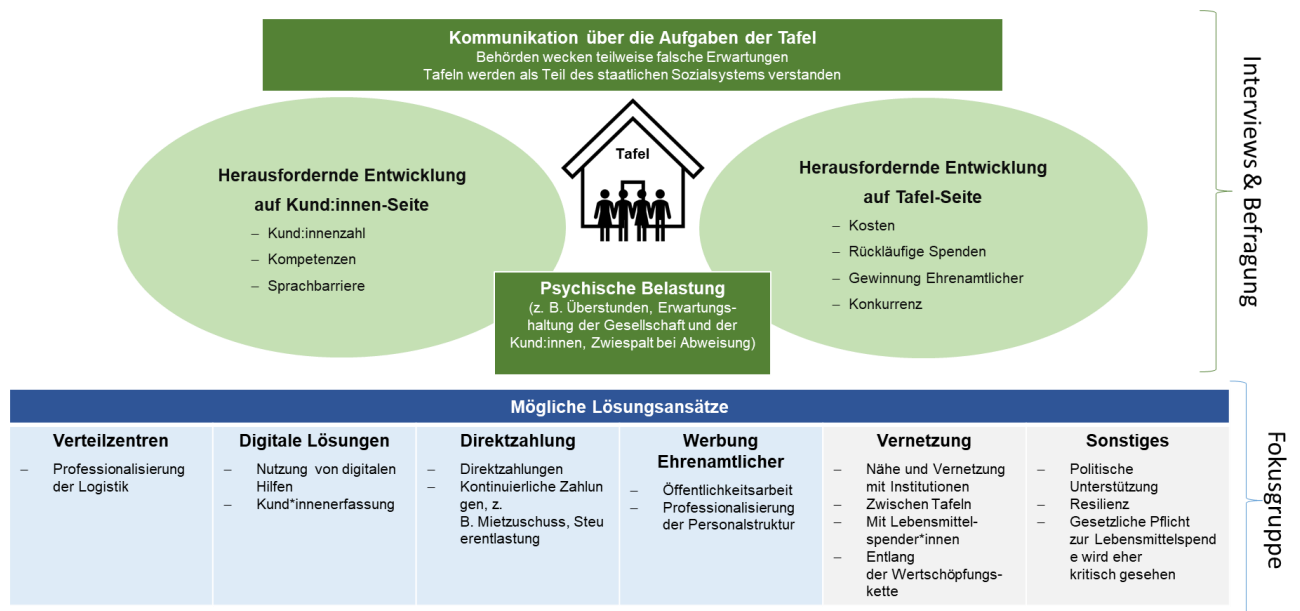 Kommunikation über die Aufgaben der Tafel
Behörden wecken teilweise falsche Erwartungen
Tafeln werden als Teil des staatlichen Sozialsystems verstanden
Herausfordernde Entwicklung
auf Kund:innen-Seite
– Kund:innenzahl
– Kompetenzen
– Sprachbarriere
Tafel
Herausfordernde Entwicklung
auf Tafel-Seite
– Kosten
– Rückläufige Spenden
– Gewinnung Ehrenamtlicher
– Konkurrenz
Psychische Belastung
(z. B. Überstunden, Erwartungs-
haltung der Gesellschaft und der
Kund:innen, Zwiespalt bei Abweisung)
Interviews & Befragung
Mögliche Lösungsansätze
Verteilzentren
– Professionalisierung
der Logistik
Digitale Lösungen
– Nutzung von digitalen
Hilfen
– Kund*innenerfassung
Direktzahlung
– Direktzahlungen
– Kontinuierliche Zahlun
gen, z.
B. Mietzuschuss, Steu
erentlastung
Werbung
Ehrenamtlicher
– Öffentlichkeitsarbeit
– Professionalisierung
der Personalstruktur
Vernetzung
– Nähe und Vernetzung
mit Institutionen
– Zwischen Tafeln
– Mit Lebensmittel-
spender*innen
– Entlang
der Wertschöpfungs-
kette
Sonstiges
– Politische
Unterstützung
– Resilienz
– Gesetzliche Pflicht
zur Lebensmittelspend
e wird eher
kritisch gesehen
Fokusgruppe